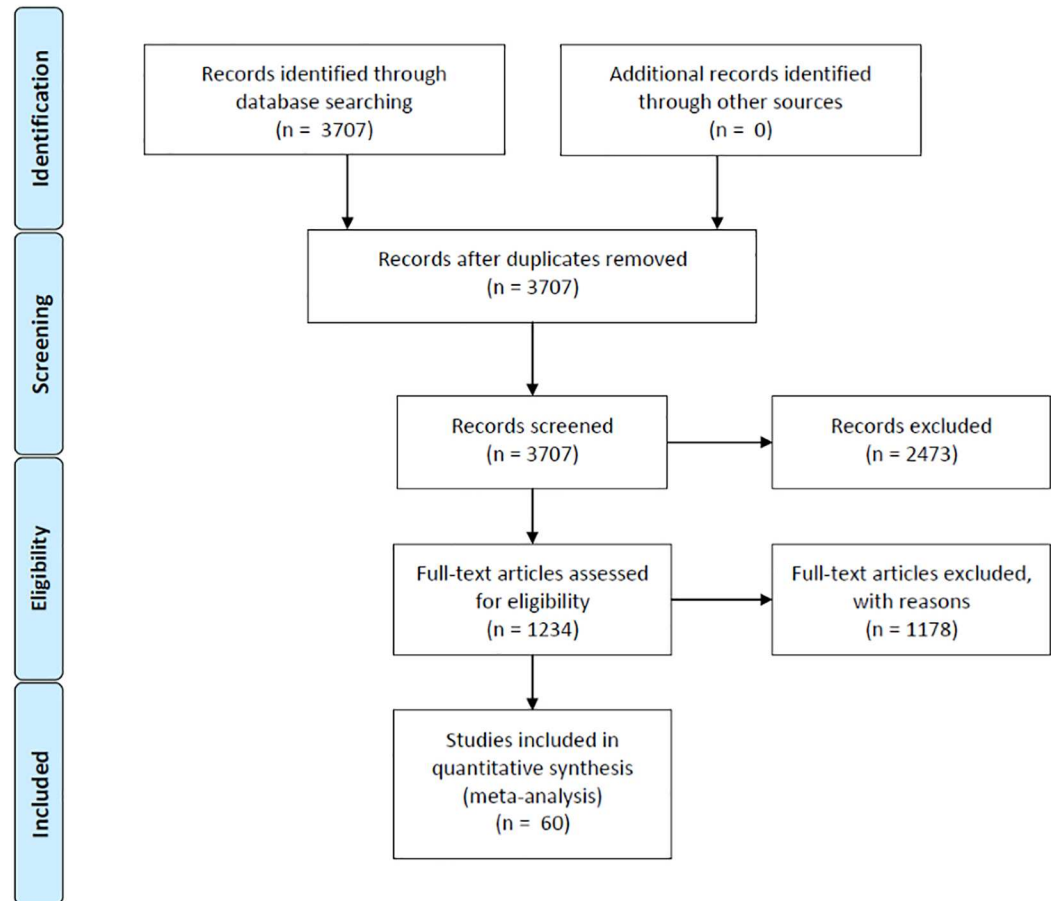 Identification
Records identified through
database searching
(n = 3707)
Additional records identified
through other sources
(n = 0)
Screening
Records after duplicates removed
(n = 3707)
Records screened
(n = 3707)
Records excluded
(n = 2473)
Eligibility
Full-text articles assessed
for eligibility
(n = 1234)
Full-text articles excluded,
with reasons
(n = 1178)
Included
Studies included in
quantitative synthesis
(meta-analysis)
(n = 60)